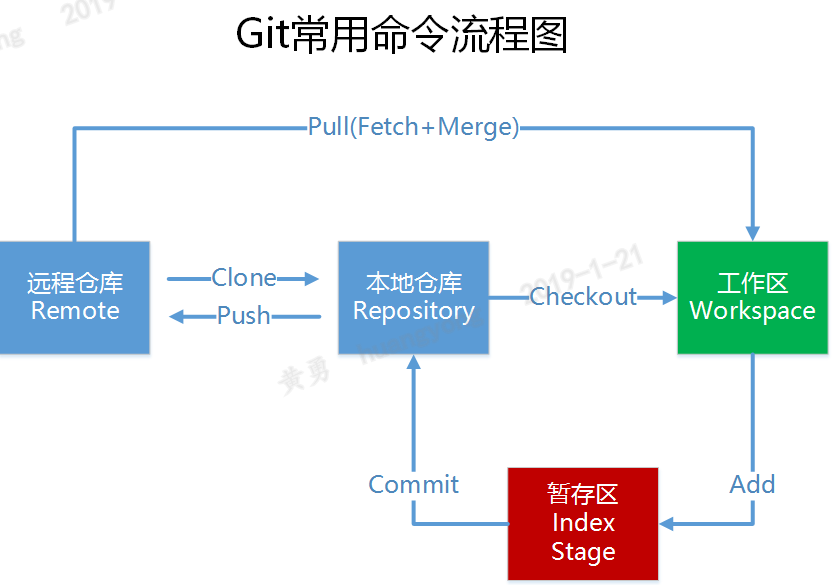 2019
ng
Git常用命令流程图
Pull(Fetch+Merge)
远程仓库
Remote
Clone
Push
本地仓库
Repository
2019-1-21
Checkout
工作区
Workspace
黄勇
Commit
暂存区
Index
Stage
Add